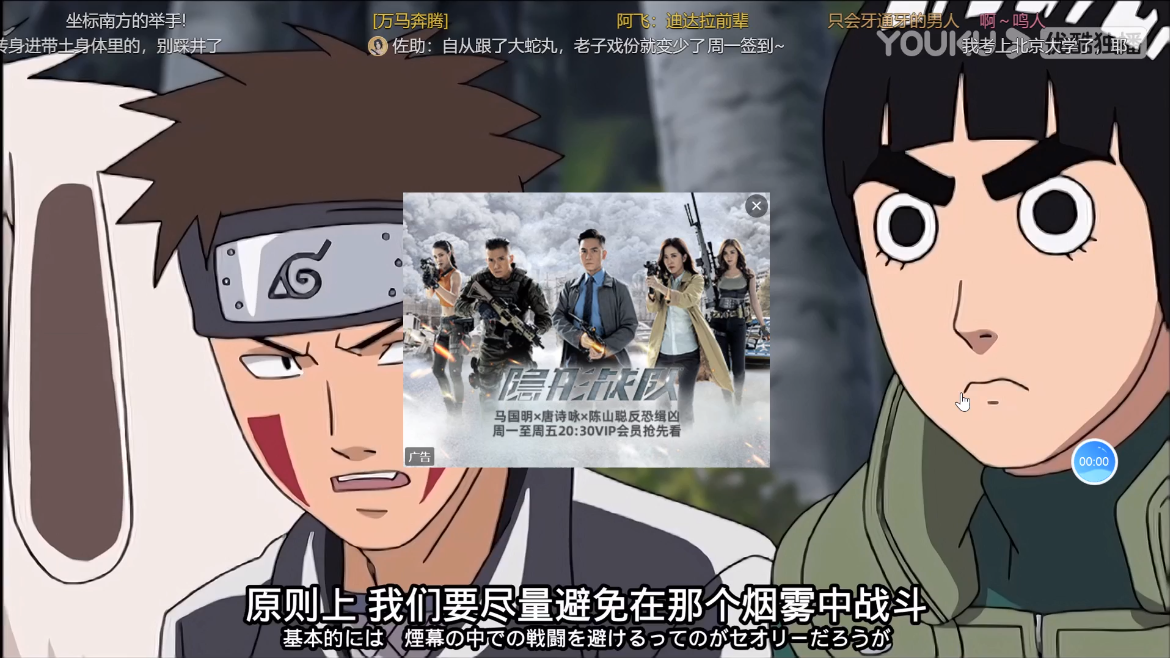 坐标南方的举手!
[万马奔腾]
阿飞：迪达拉前辈
只会牙通牙的男人
啊～鸣人
转身进带土身体里的，别踩井了
佐助：自从跟了大蛇丸，老子戏份就变少了周一签到~
我考上北京大学了，耶~
YOUKU 优酷独播
隐形战队
马国明×唐诗咏×陈山聪反恐缉凶
周一至周五20:30VIP会员抢先看
广告
00:00
原则上 我们要尽量避免在那个烟雾中战斗
基本的には 煙幕の中での戦闘を避けるってのがセオリーだろうが